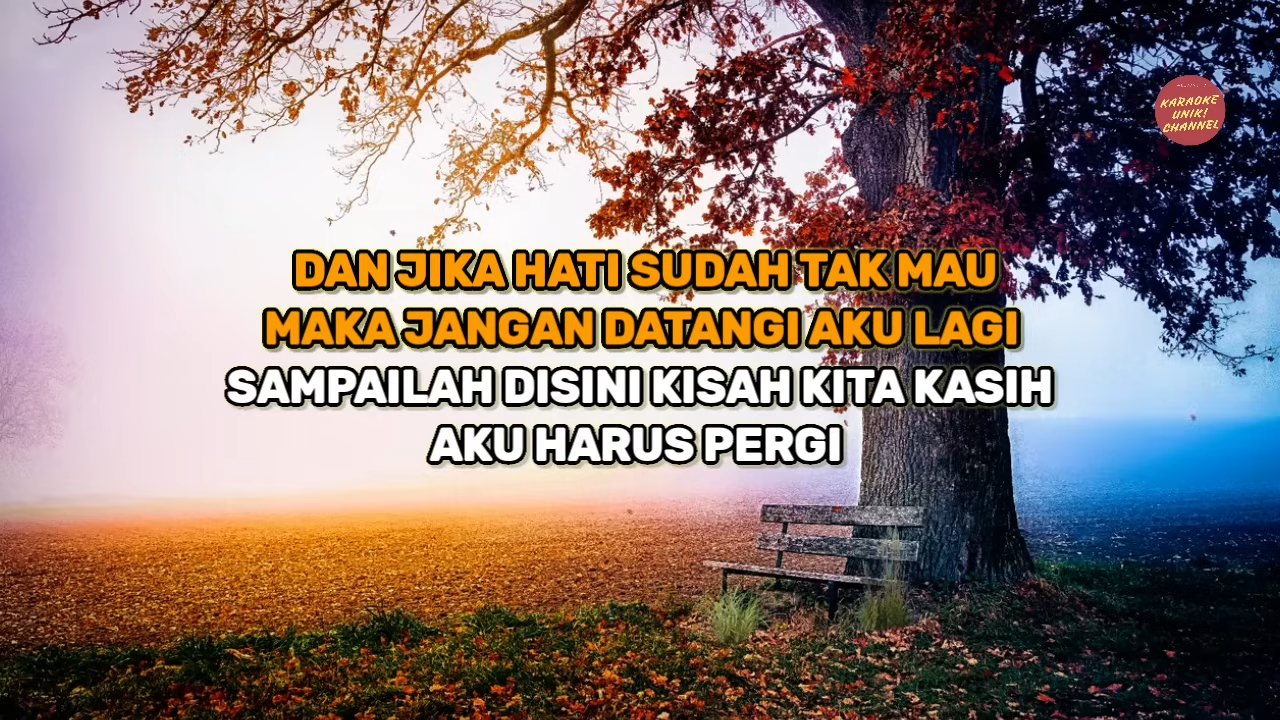 DAN JIKA HATI SUDAH TAK MAU
MAKA JANGAN DATANGI AKU LAGI
SAMPAILAH DISINI KISAH KITA KASIH
AKU HARUS PERGI
KARAOKE
UNIK!
CHANNEL